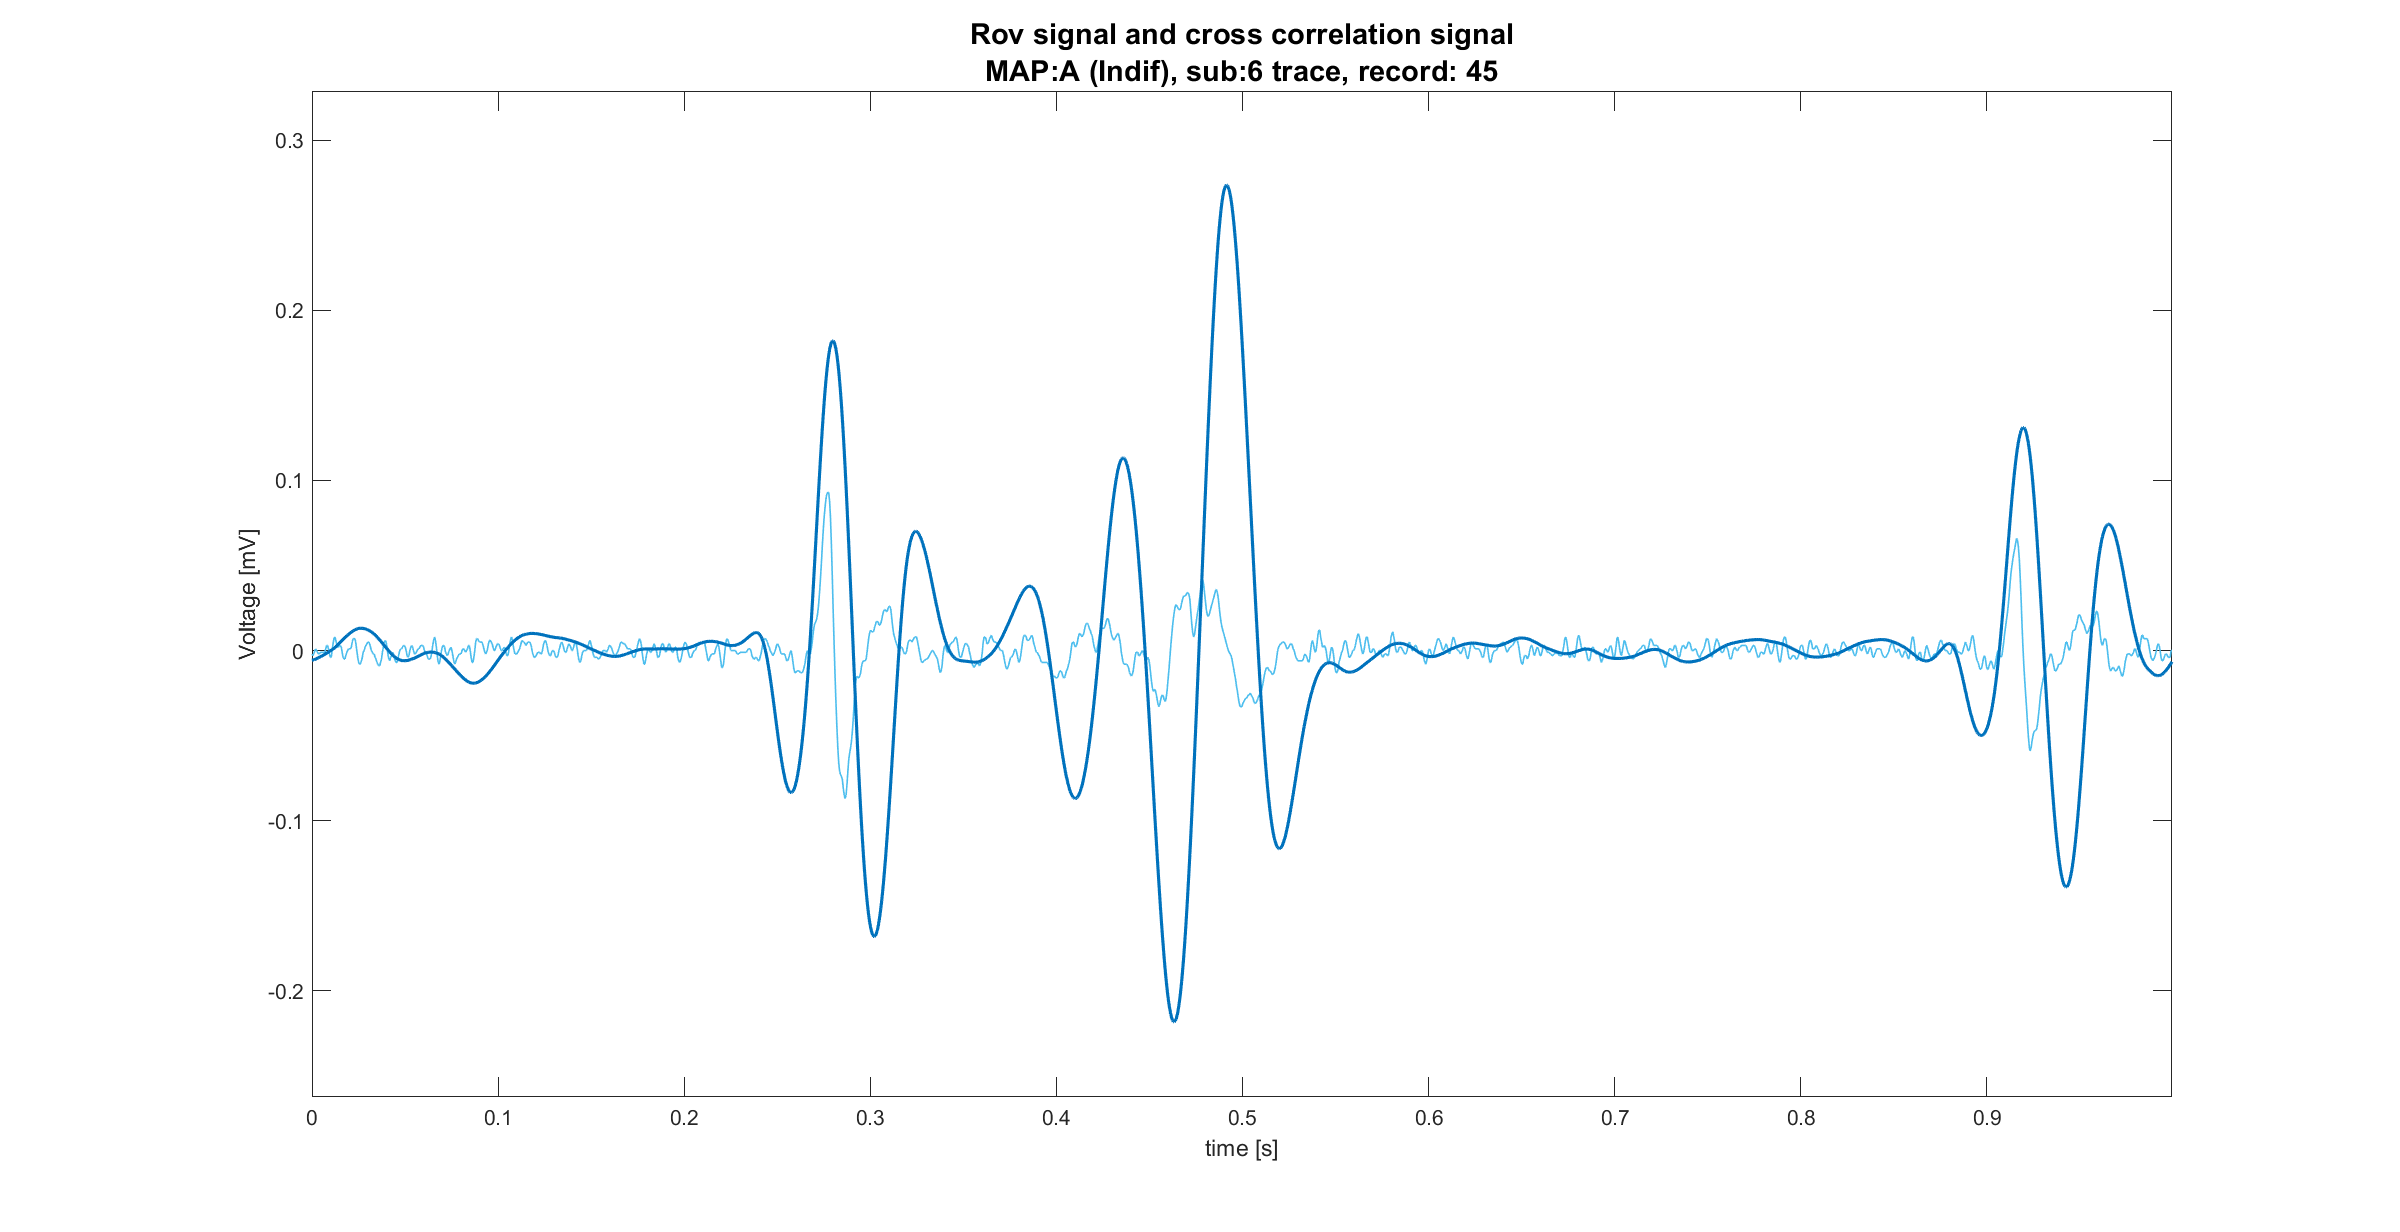 Rov signal and cross correlation signal
MAP:A (Indif), sub:6 trace, record: 45
0.3
0.2
0.1
0
-0.1
-0.2
Voltage [mV]
0 0.1 0.2 0.3 0.4 0.5 0.6 0.7 0.8 0.9
time [s]